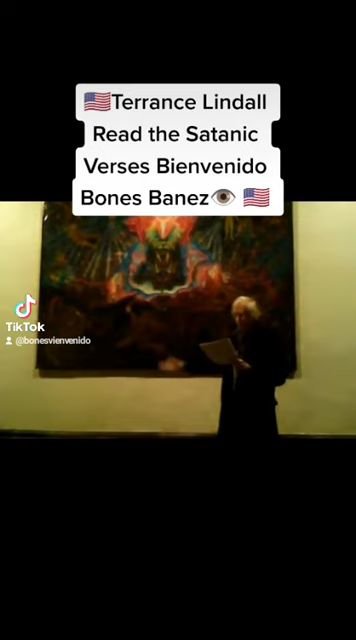 🇺🇸Terrance Lindall
Read the Satanic
Verses Bienvenido
Bones Banez👁️ 🇺🇸
TikTok
@bonesvienvenido